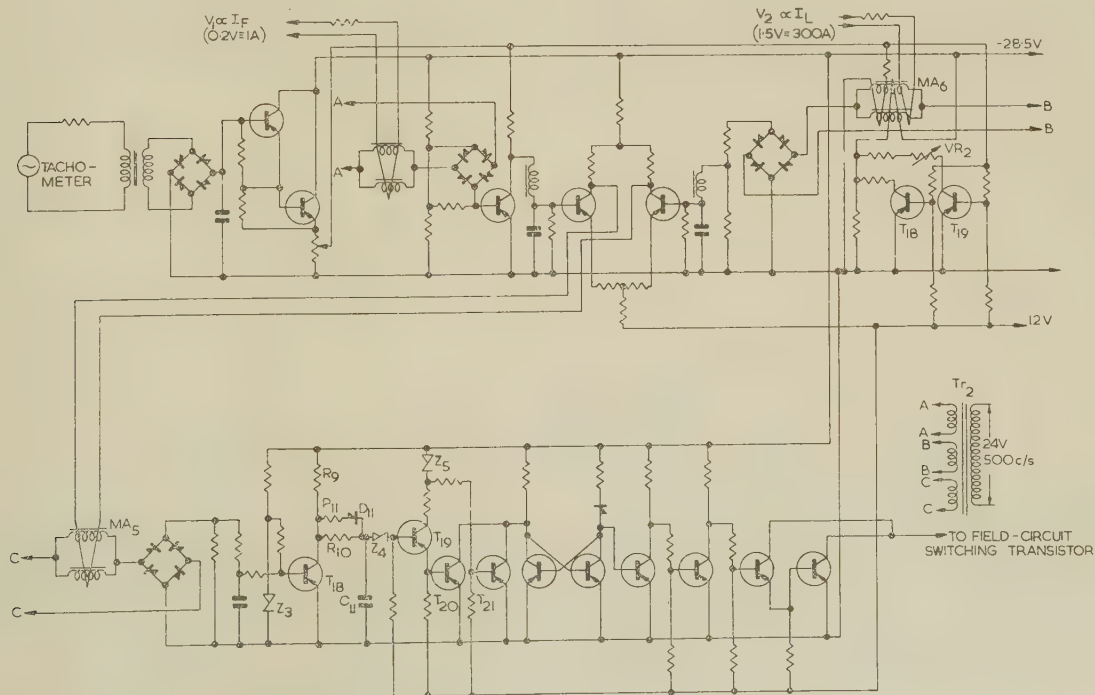 V₁ ∝ I_F
(0·2V≡1A)
V₂ ∝ I_L
(1·5V≡300A)
-28·5V
MA₆
A
A
B
B
TACHO-
METER
VR₂
T₁₈
T₁₉
12V
Tr₂
A
A
B
B
C
C
24V
500c/s
Z₅
R₉
R₁₁
D₁₁
R₁₀
Z₄
T₁₉
MA₅
C
C
Z₃
T₁₈
C₁₁
T₂₀
T₂₁
TO FIELD-CIRCUIT
SWITCHING TRANSISTOR